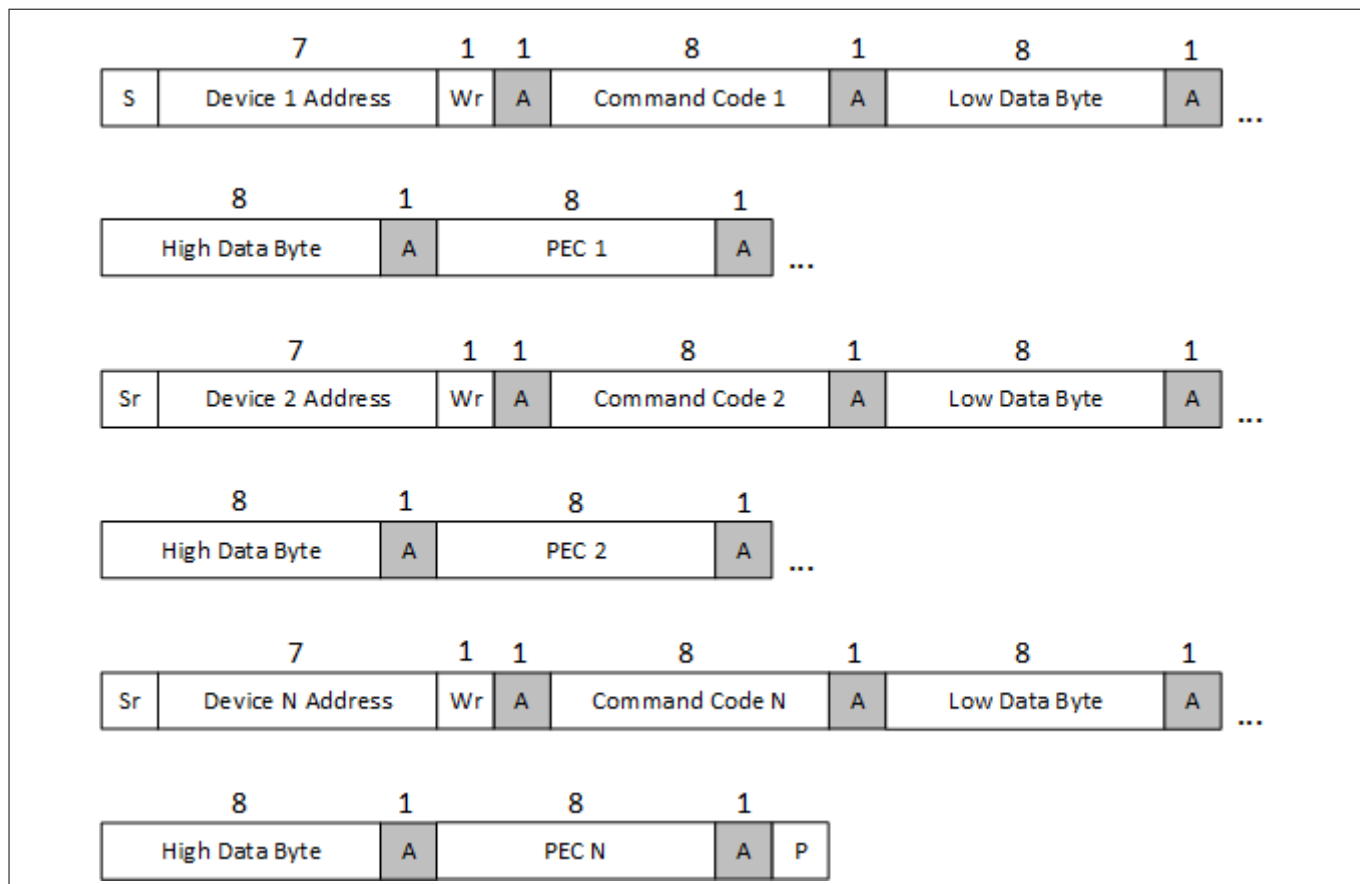 7 1 1 8 1 8 1
S Device 1 Address Wr A Command Code 1 A Low Data Byte A ...
8 1 8 1
High Data Byte A PEC 1 A ...
7 1 1 8 1 8 1
Sr Device 2 Address Wr A Command Code 2 A Low Data Byte A ...
8 1 8 1
High Data Byte A PEC 2 A ...
7 1 1 8 1 8 1
Sr Device N Address Wr A Command Code N A Low Data Byte A ...
8 1 8 1
High Data Byte A PEC N A P